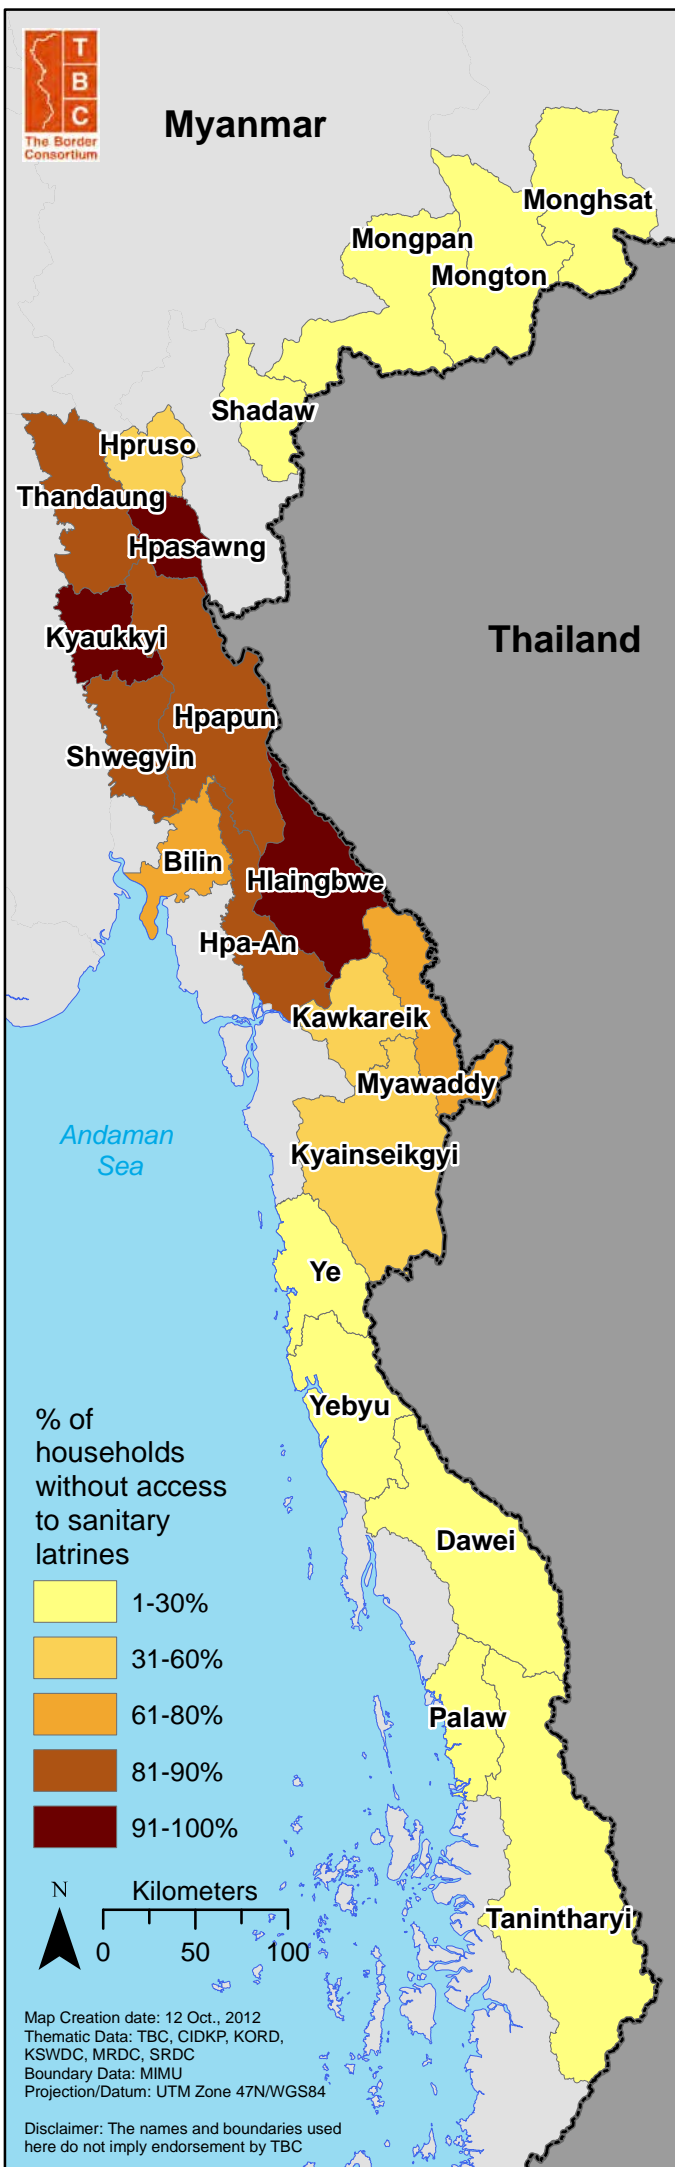 T
B
C
The Border
Consortium
Myanmar
Monghsat
Mongpan
Mongton
Shadaw
Hpruso
Thandaung
Hpasawng
Kyaukkyi
Thailand
Hpapun
Shwegyin
Bilin
Hlaingbwe
Hpa-An
Kawkareik
Myawaddy
Andaman
Sea
Kyainseikgyi
Ye
Yebyu
% of
households
without access
to sanitary
latrines
Dawei
1-30%
31-60%
61-80%
Palaw
81-90%
91-100%
N
Kilometers
0 50 100
Tanintharyi
Map Creation date: 12 Oct., 2012
Thematic Data: TBC, CIDKP, KORD,
KSWDC, MRDC, SRDC
Boundary Data: MIMU
Projection/Datum: UTM Zone 47N/WGS84
Disclaimer: The names and boundaries used
here do not imply endorsement by TBC